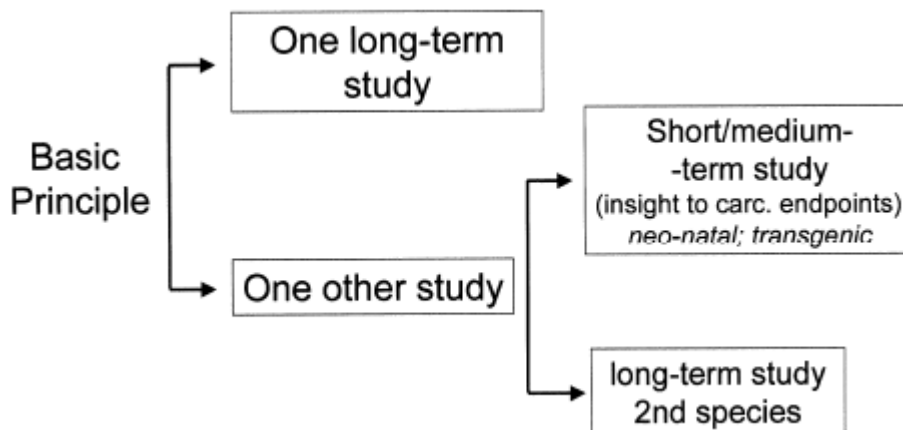 One long-term
study
Basic
Principle
Short/medium-
-term study
(insight to carc. endpoints)
neo-natal; transgenic
One other study
long-term study
2nd species